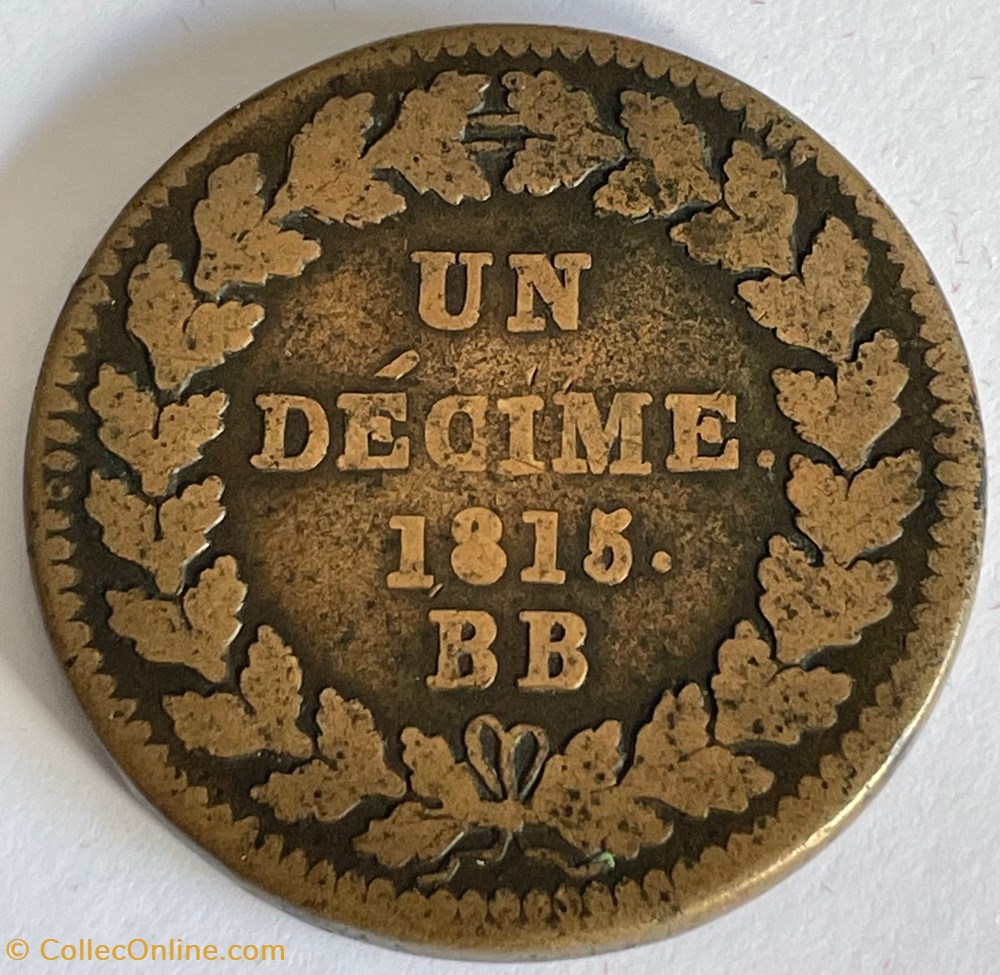 UN
DÉCIME.
1815.
BB
© CollecOnline.com